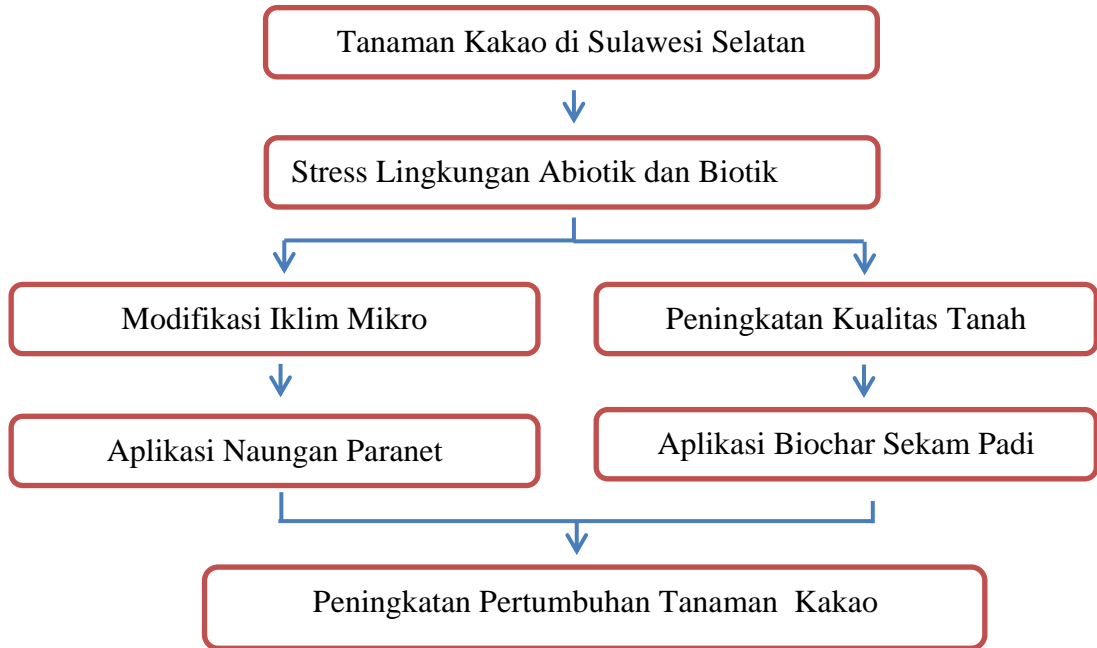 Tanaman Kakao di Sulawesi Selatan
Stress Lingkungan Abiotik dan Biotik
Modifikasi Iklim Mikro
Peningkatan Kualitas Tanah
Aplikasi Naungan Paranet
Aplikasi Biochar Sekam Padi
Peningkatan Pertumbuhan Tanaman Kakao